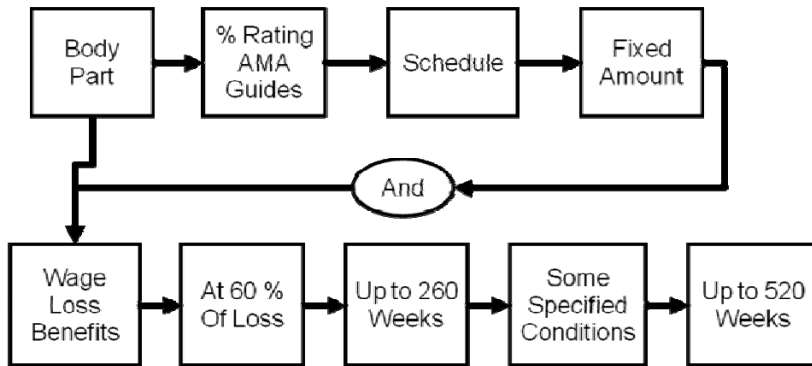 Body
Part
% Rating
AMA
Guides
Schedule
Fixed
Amount
And
Wage
Loss
Benefits
At 60 %
Of Loss
Up to 260
Weeks
Some
Specified
Conditions
Up to 520
Weeks